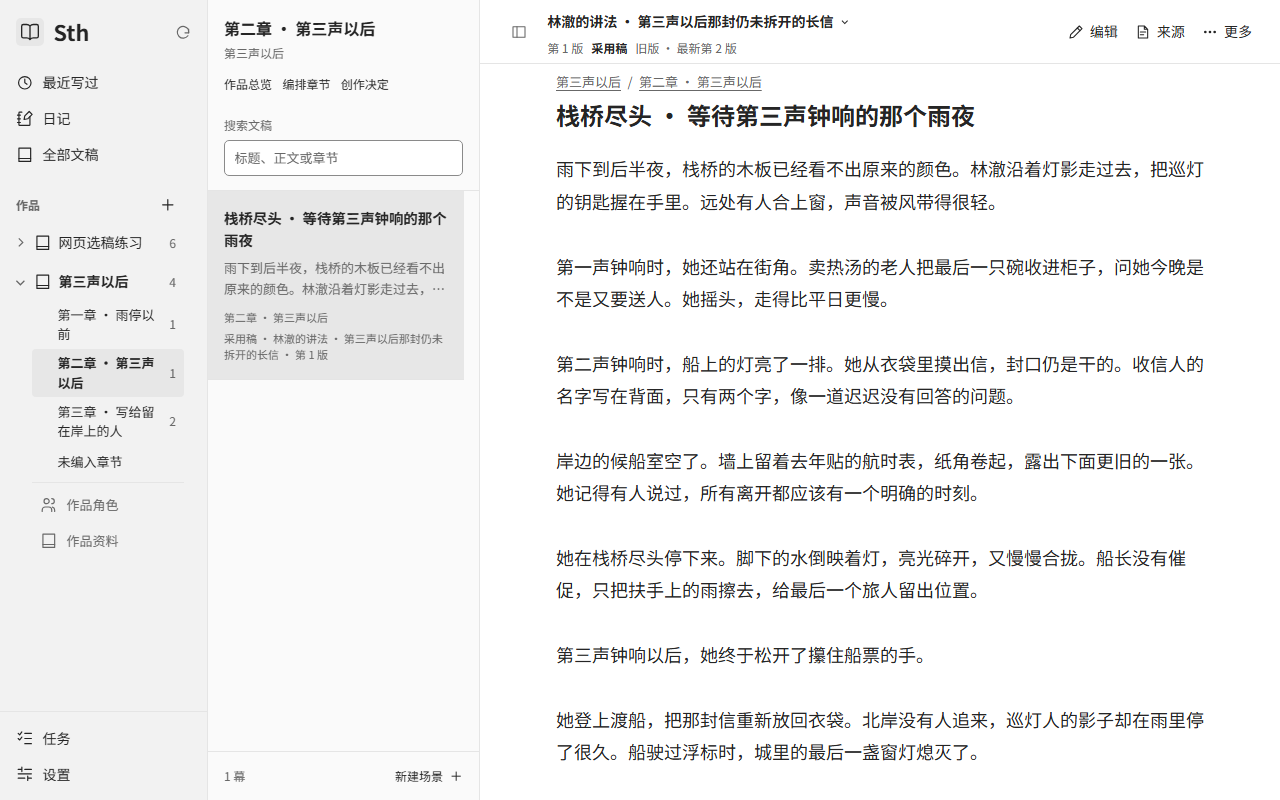 Sth
最近写过
日记
全部文稿
作品
网页选稿练习 6
第三声以后 4
第一章 · 雨停以
前
1
第二章 · 第三声
以后
1
第三章 · 写给留
在岸上的人
2
未编入章节
作品角色
作品资料
任务
设置
第二章 · 第三声以后
第三声以后
作品总览 编排章节 创作决定
搜索文稿
标题、正文或章节
栈桥尽头 · 等待第三声钟响的那个
雨夜
雨下到后半夜，栈桥的木板已经看不出
原来的颜色。林澈沿着灯影走过去，…
第二章 · 第三声以后
采用稿 · 林澈的讲法 · 第三声以后那封仍未
拆开的长信 · 第 1 版
1 幕
新建场景
林澈的讲法 · 第三声以后那封仍未拆开的长信
第 1 版 采用稿 旧版 · 最新第 2 版
编辑 来源 更多
第三声以后 / 第二章 · 第三声以后
栈桥尽头 · 等待第三声钟响的那个雨夜
雨下到后半夜，栈桥的木板已经看不出原来的颜色。林澈沿着灯影走过去，把巡灯
的钥匙握在手里。远处有人合上窗，声音被风带得很轻。
第一声钟响时，她还站在街角。卖热汤的老人把最后一只碗收进柜子，问她今晚是
不是又要送人。她摇头，走得比平日更慢。
第二声钟响时，船上的灯亮了一排。她从衣袋里摸出信，封口仍是干的。收信人的
名字写在背面，只有两个字，像一道迟迟没有回答的问题。
岸边的候船室空了。墙上留着去年贴的航时表，纸角卷起，露出下面更旧的一张。
她记得有人说过，所有离开都应该有一个明确的时刻。
她在栈桥尽头停下来。脚下的水倒映着灯，亮光碎开，又慢慢合拢。船长没有催
促，只把扶手上的雨擦去，给最后一个旅人留出位置。
第三声钟响以后，她终于松开了攥住船票的手。
她登上渡船，把那封信重新放回衣袋。北岸没有人追来，巡灯人的影子却在雨里停
了很久。船驶过浮标时，城里的最后一盏窗灯熄灭了。